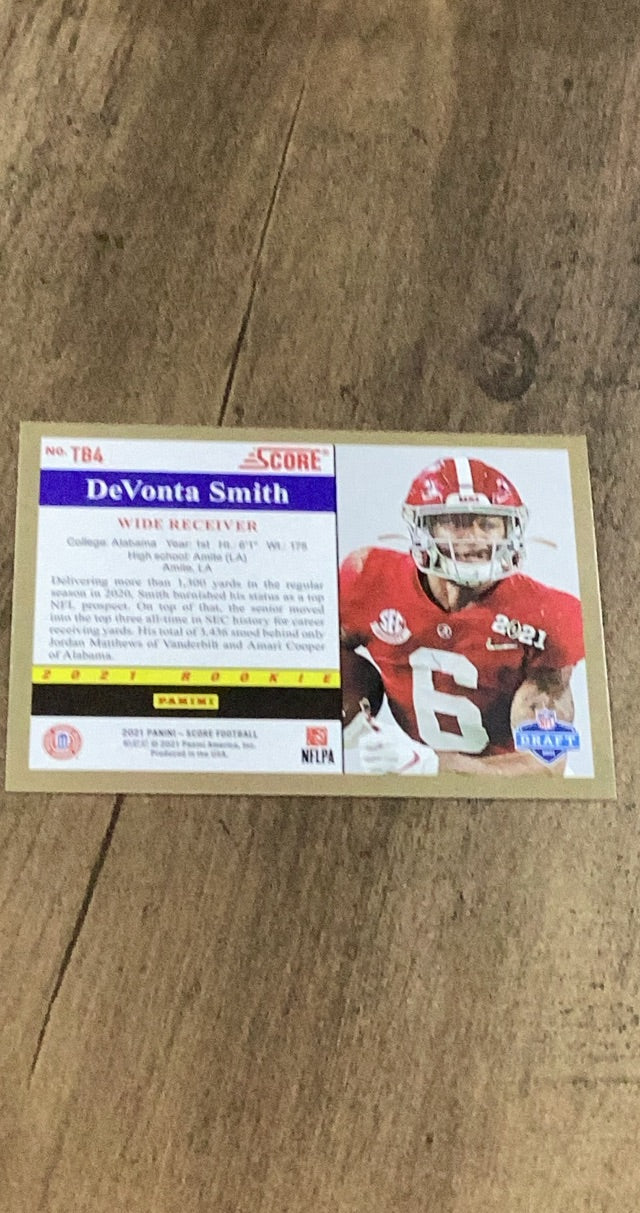 NO. TB4
SCORE
DeVonta Smith
WIDE RECEIVER
College: Alabama Year: 1st Ht.: 6'1" Wt.: 175
High school: Amite (LA)
Amite, LA
Delivering more than 1,300 yards in the regular
season in 2020, Smith burnished his status as a top
NFL prospect. On top of that, the senior moved
into the top three all-time in SEC history for career
receiving yards. His total of 3,436 stood behind only
Jordan Matthews of Vanderbilt and Amari Cooper
of Alabama.
2021 ROOKIE
PANINI
2021 PANINI – SCORE FOOTBALL
© 2021 Panini America, Inc.
Produced in the USA.
NFLPA
SEC
2021
6
NFL
DRAFT